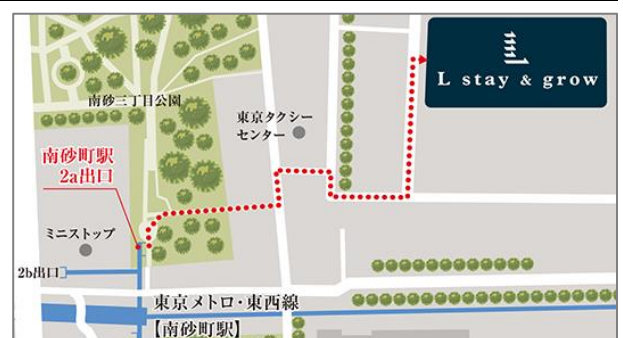 L stay & grow
南砂三丁目公園
東京タクシー
センター
南砂町駅
2a出口
ミニストップ
2b出口
東京メトロ・東西線
【南砂町駅】